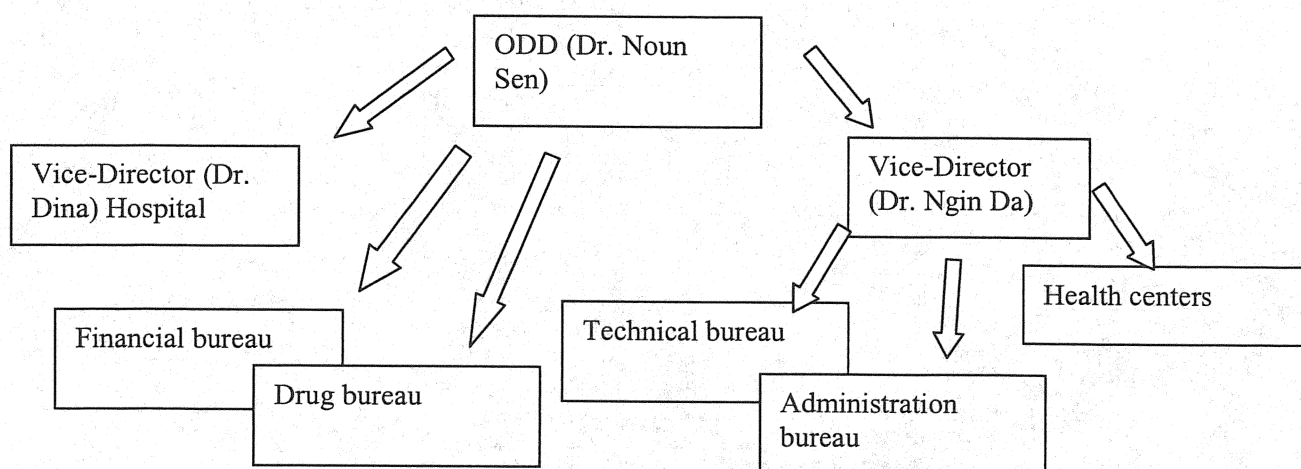 ODD (Dr. Noun
Sen)
Vice-Director (Dr.
Dina) Hospital
Vice-Director
(Dr. Ngin Da)
Health centers
Financial bureau
Technical bureau
Drug bureau
Administration
bureau